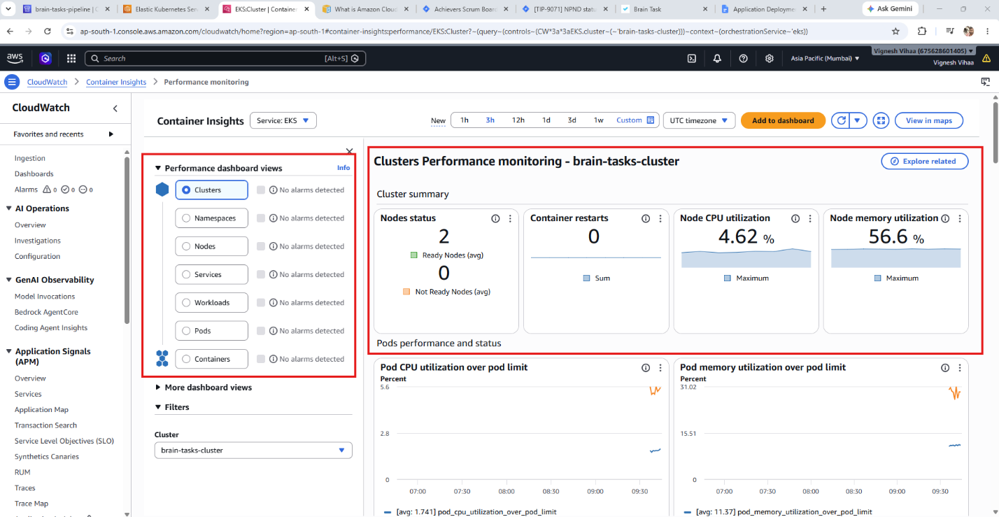 brain-tasks-pipeline | C
Elastic Kubernetes Ser
EKS:Cluster | Container
What is Amazon Cloud
Achievers Scrum Board
[TIP-9071] NPND stat
Brain Task
Application Deployme
Ask Gemini
ap-south-1.console.aws.amazon.com/cloudwatch/home?region=ap-south-1#container-insights:performance/EKS:Cluster?~(query~(controls~(CW*3a*3aEKS.cluster~(~'brain-tasks-cluster)))~context~(orchestrationService~'eks))
aws
Search
[Alt+S]
Asia Pacific (Mumbai)
Vignesh Vihaa (675628601405)
Vignesh Vihaa
CloudWatch
Container Insights
Performance monitoring
CloudWatch
Favorites and recents
Ingestion
Dashboards
Alarms 0 0 0
AI Operations
Overview
Investigations
Configuration
GenAI Observability
Model Invocations
Bedrock AgentCore
Coding Agent Insights
Application Signals
(APM)
Overview
Services
Application Map
Transaction Search
Service Level Objectives (SLO)
Synthetics Canaries
RUM
Traces
Trace Map
Container Insights
Service: EKS
New
1h 3h 12h 1d 3d 1w Custom
UTC timezone
Add to dashboard
View in maps
Performance dashboard views
Info
Clusters No alarms detected
Namespaces No alarms detected
Nodes No alarms detected
Services No alarms detected
Workloads No alarms detected
Pods No alarms detected
Containers No alarms detected
More dashboard views
Filters
Cluster
brain-tasks-cluster
Clusters Performance monitoring - brain-tasks-cluster
Explore related
Cluster summary
Nodes status
2
Ready Nodes (avg)
0
Not Ready Nodes (avg)
Container restarts
0
Sum
Node CPU utilization
4.62 %
Maximum
Node memory utilization
56.6 %
Maximum
Pods performance and status
Pod CPU utilization over pod limit
Percent
5.6
2.8
0
07:00 07:30 08:00 08:30 09:00 09:30
[avg: 1.741] pod_cpu_utilization_over_pod_limit
Pod memory utilization over pod limit
Percent
31.02
15.51
0
07:00 07:30 08:00 08:30 09:00 09:30
[avg: 11.37] pod_memory_utilization_over_pod_limit